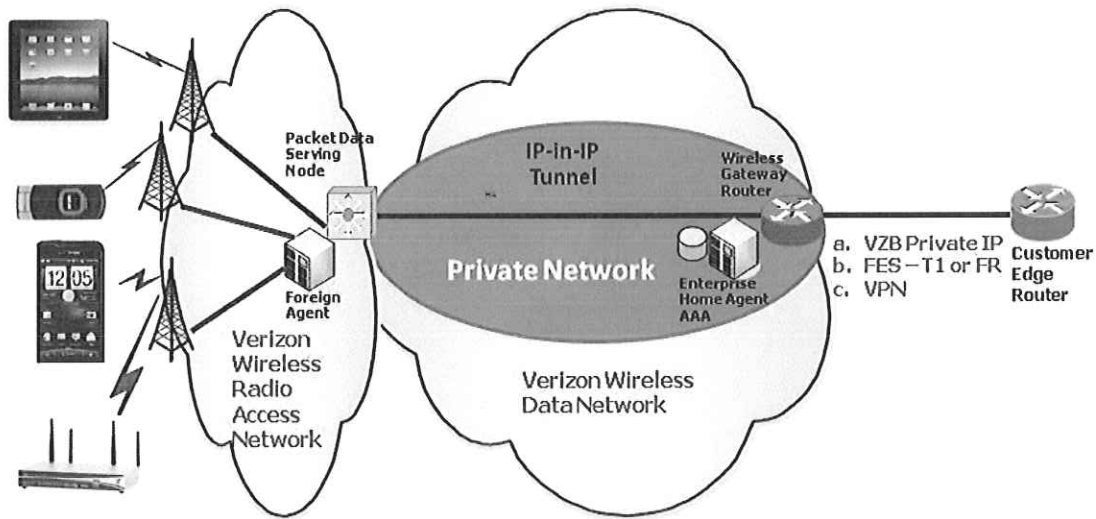 Packet Data
Serving
Node
IP-in-IP
Tunnel
Wireless
Gateway
Router
Private Network
Foreign
Agent
Enterprise
Home Agent
AAA
a. VZB Private IP
b. FES – T1 or FR
c. VPN
Customer
Edge
Router
12 05
Verizon
Wireless
Radio
Access
Network
Verizon Wireless
Data Network